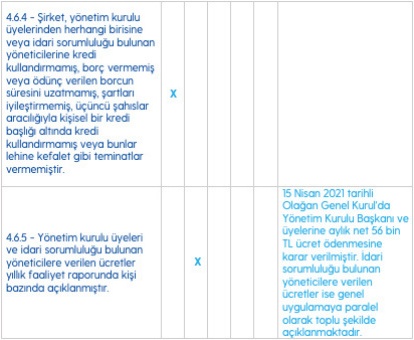 4.6.4 - Şirket, yönetim kurulu
üyelerinden herhangi birisine
veya idari sorumluluğu bulunan
yöneticilerine kredi
kullandırmamış, borç vermemiş
veya ödünç verilen borcun
süresini uzatmamış, şartları
iyileştirmemiş, üçüncü şahıslar
aracılığıyla kişisel bir kredi
başlığı altında kredi
kullandırmamış veya bunlar
lehine kefalet gibi teminatlar
vermemiştir.
X
4.6.5 - Yönetim kurulu üyeleri
ve idari sorumluluğu bulunan
yöneticilere verilen ücretler
yıllık faaliyet raporunda kişi
bazında açıklanmıştır.
X
15 Nisan 2021 tarihli
Olağan Genel Kurul'da
Yönetim Kurulu Başkanı ve
üyelerine aylık net 56 bin
TL ücret ödenmesine
karar verilmiştir. İdari
sorumluluğu bulunan
yöneticilere verilen
ücretler ise genel
uygulamaya paralel
olarak toplu şekilde
açıklanmaktadır.